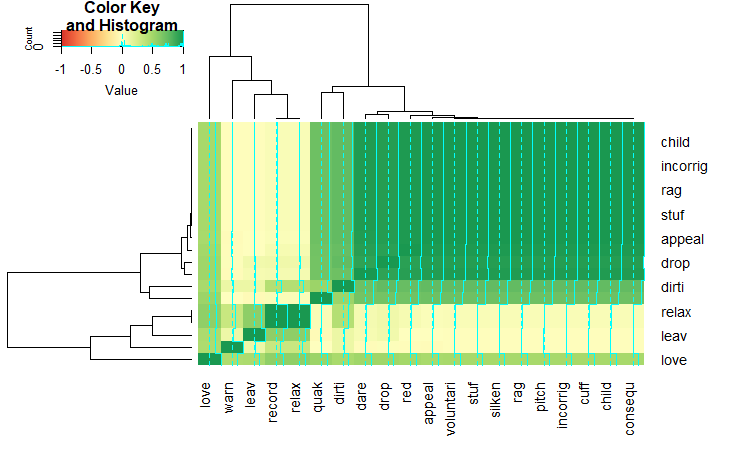 Color Key
and Histogram
Count
0
-1 -0.5 0 0.5 1
Value
child
incorrig
rag
stuf
appeal
drop
dirti
relax
leav
love
love warn leav record relax quak dirti dare drop red appeal voluntari stuf silken rag pitch incorrig cuff child consequ